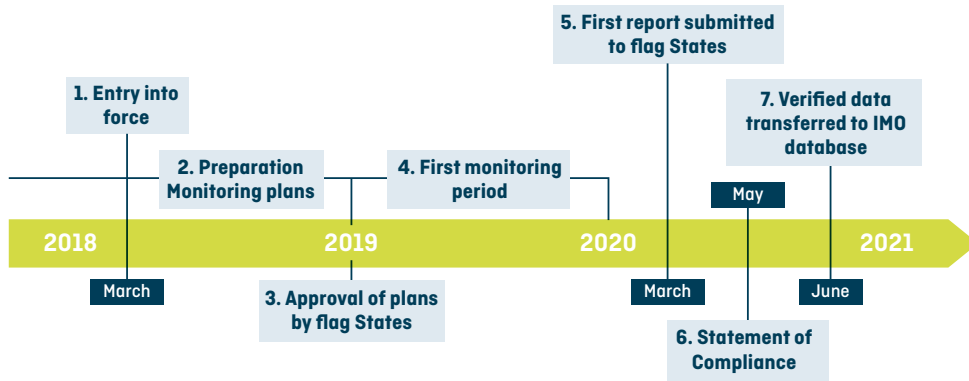 5. First report submitted
to flag States
1. Entry into
force
7. Verified data
transferred to IMO
database
2. Preparation
Monitoring plans
4. First monitoring
period
May
2018
2019
2020
2021
March
March
June
3. Approval of plans
by flag States
6. Statement of
Compliance